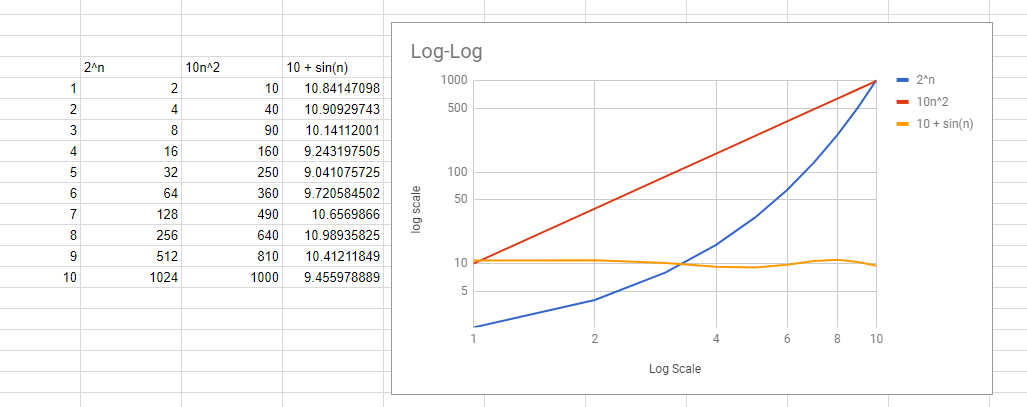 2^n 10n^2 10 + sin(n)
1 2 10 10.84147098
2 4 40 10.90929743
3 8 90 10.14112001
4 16 160 9.243197505
5 32 250 9.041075725
6 64 360 9.720584502
7 128 490 10.6569866
8 256 640 10.98935825
9 512 810 10.41211849
10 1024 1000 9.455978889
Log-Log
1000
500
100
50
10
5
log scale
1 2 4 6 8 10
Log Scale
2^n
10n^2
10 + sin(n)